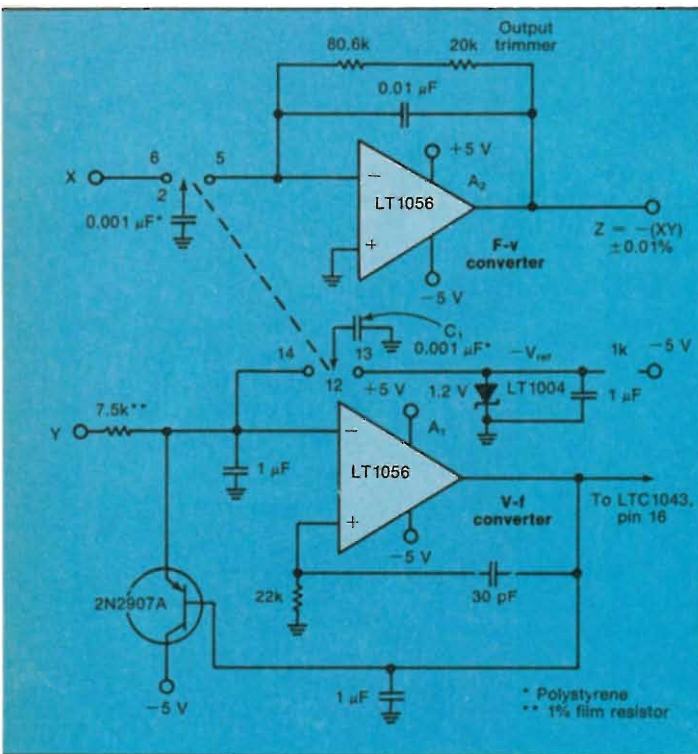 Output
trimmer
80.6k
20k
0.01 µF
+5 V
A2
6
5
X
2
LT1056
0.001 µF*
Z = –(XY)
±0.01%
F-v
converter
–5 V
C1
14
13
0.001 µF*
–Vref
1k
–5 V
12
+5 V
1.2 V
LT1004
1 µF
7.5k**
A1
Y
1 µF
LT1056
V-f
converter
To LTC1043,
pin 16
–5 V
22k
30 pF
2N2907A
–5 V
1 µF
* Polystyrene
** 1% film resistor
–
+
–
+